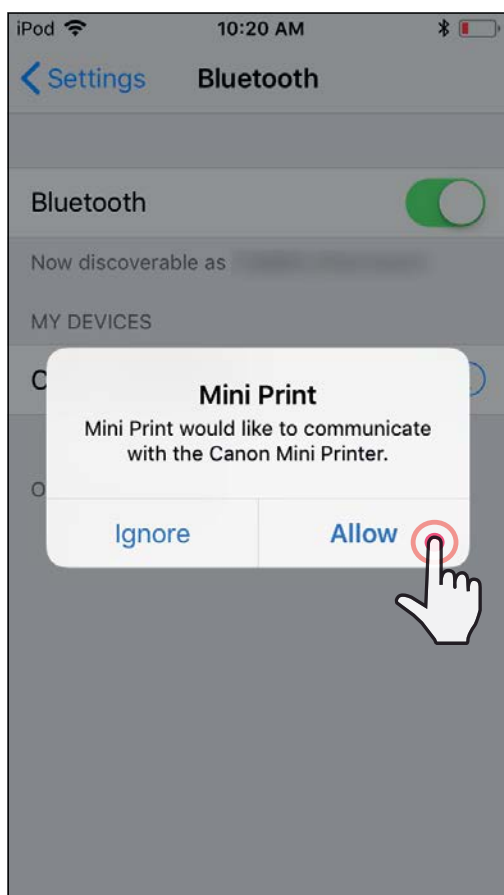 iPod 10:20 AM
Settings Bluetooth
Bluetooth
Now discoverable as
MY DEVICES
Mini Print
Mini Print would like to communicate
with the Canon Mini Printer.
Ignore Allow